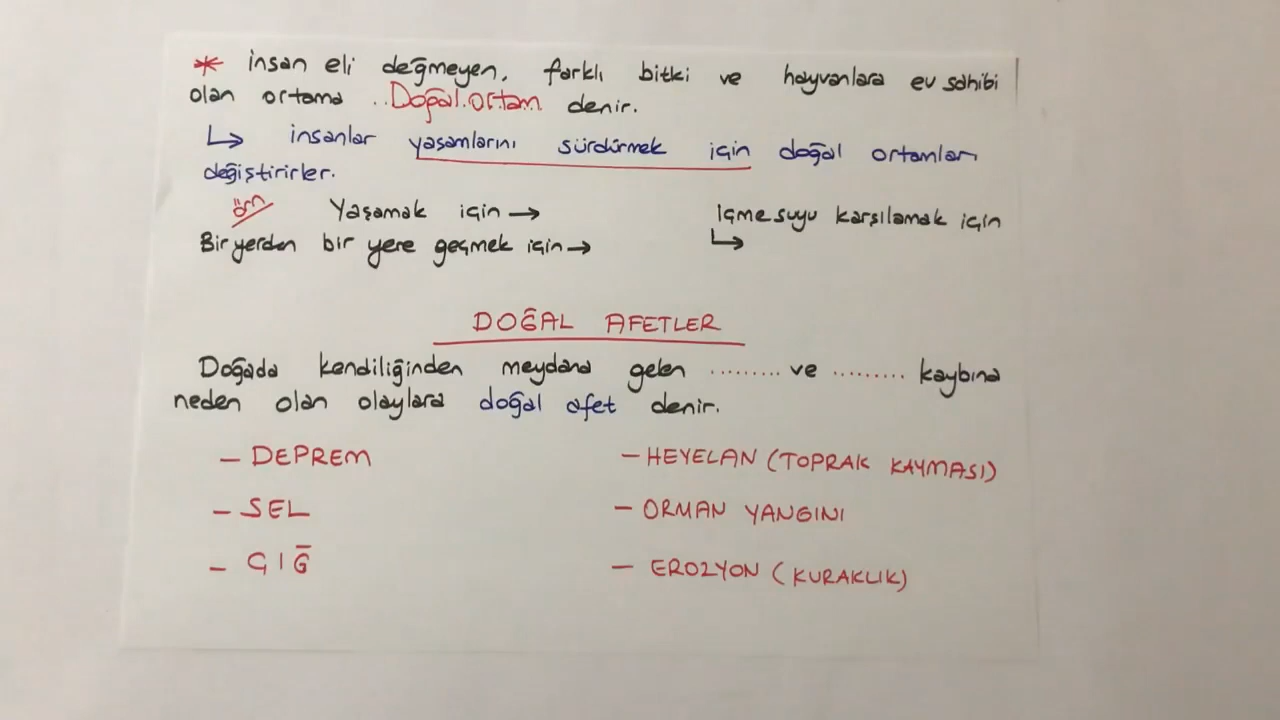 * İnsan eli değmeyen, farklı bitki ve hayvanlara ev sahibi
olan ortama ..Doğal.ortam.. denir.
↳ insanlar yaşamlarını sürdürmek için doğal ortamları
değiştirirler.
örn Yaşamak için → İçme suyu karşılamak için
Bir yerden bir yere geçmek için → ↳
DOĞAL AFETLER
Doğada kendiliğinden meydana gelen ......... ve ......... kaybına
neden olan olaylara doğal afet denir.
– DEPREM – HEYELAN (TOPRAK KAYMASI)
– SEL – ORMAN YANGINI
– ÇIĞ – EROZYON (KURAKLIK)